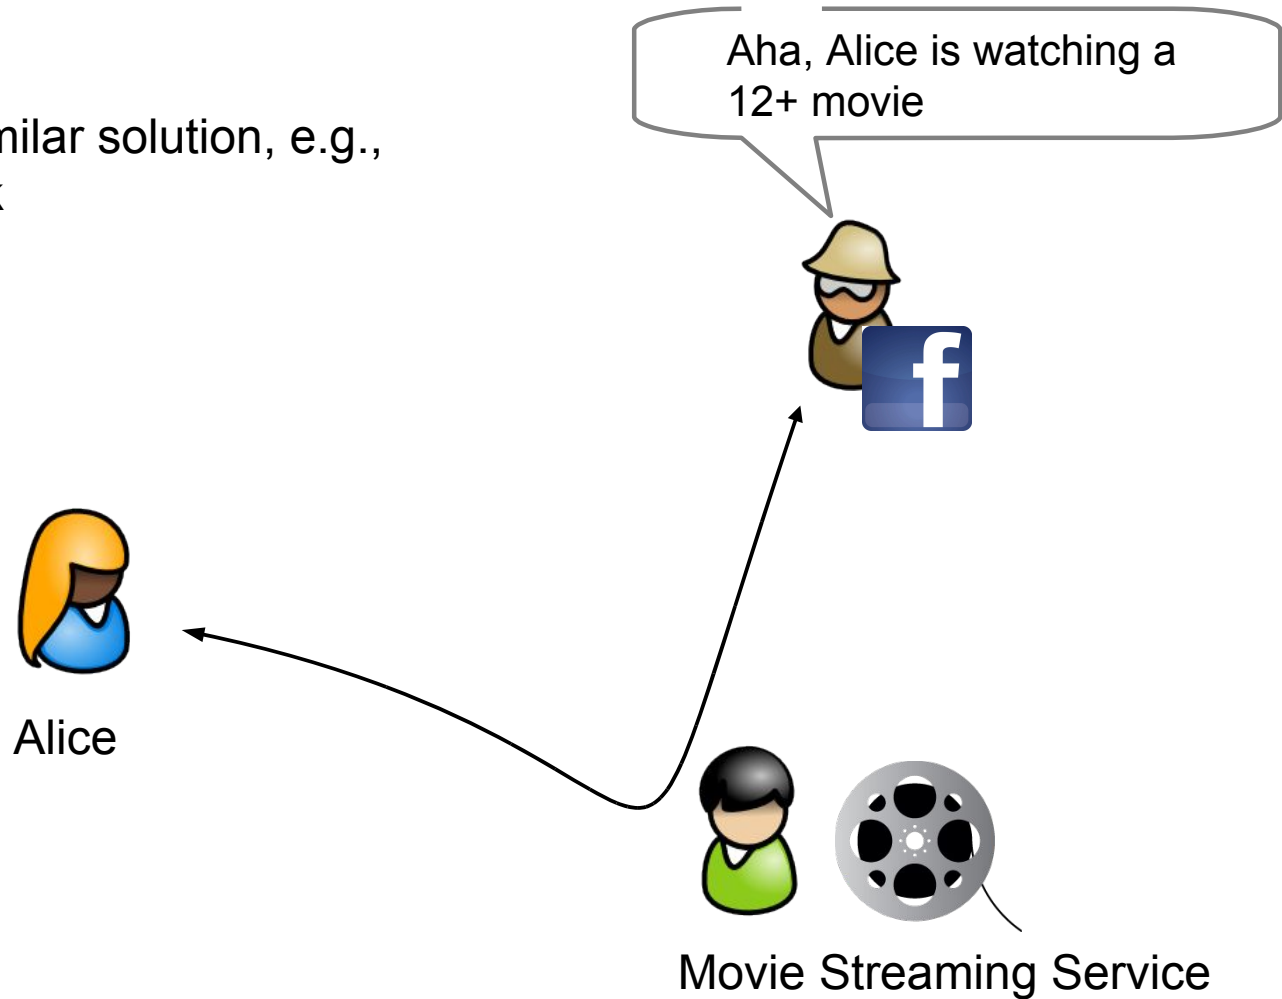 Aha, Alice is watching a
12+ movie
milar solution, e.g.,
k
f
Alice
Movie Streaming Service